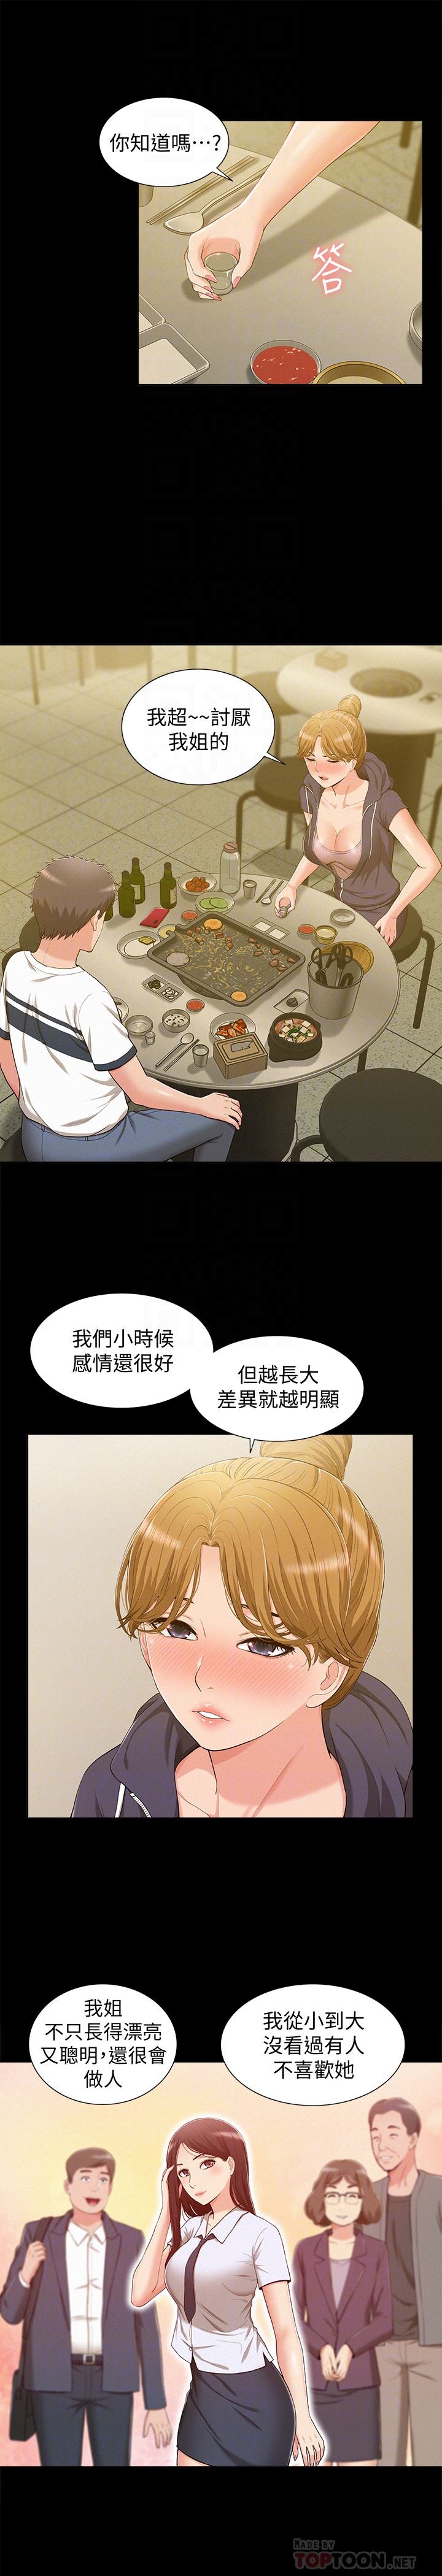 你知道嗎⋯?
答
我超~~討厭
我姐的
我們小時候
感情還很好
但越長大
差異就越明顯
我姐
不只長得漂亮
又聰明,還很會
做人
我從小到大
沒看過有人
不喜歡她
MADE BY
TOPTOON.NET